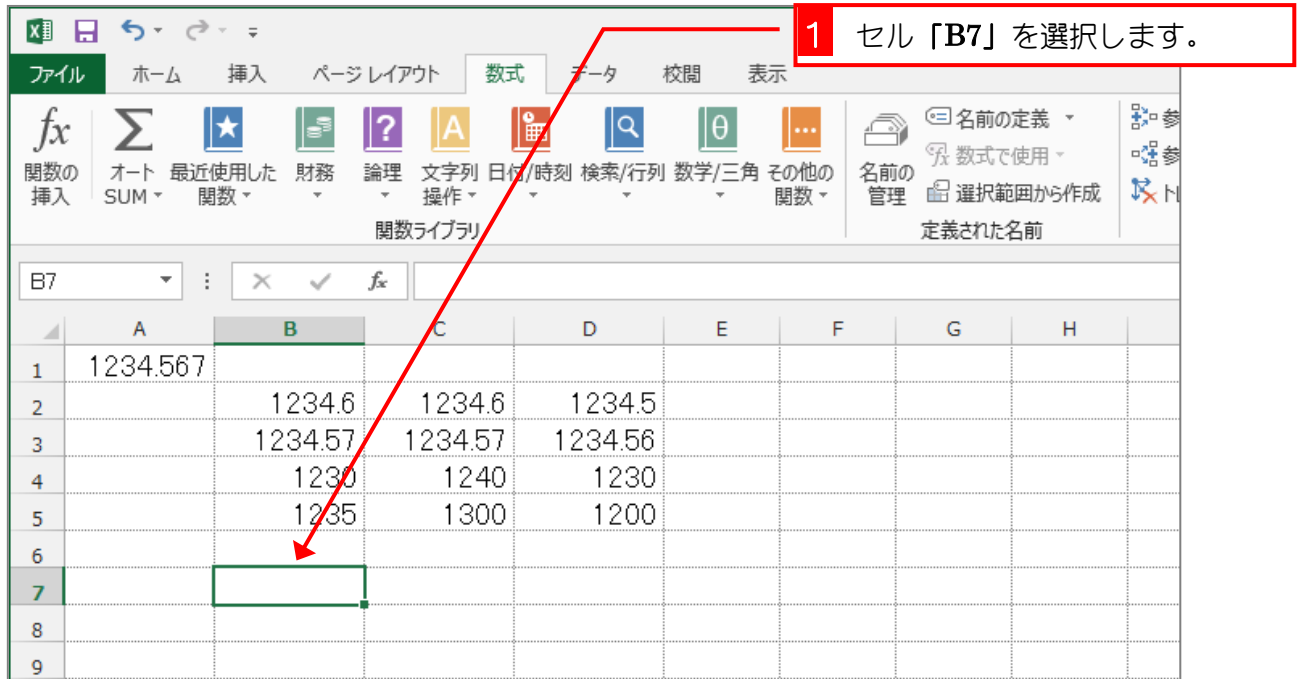 1 セル「B7」を選択します。
ファイル ホーム 挿入 ページ レイアウト 数式 データ 校閲 表示
fx Σ ? A θ ... 名前の定義 参
数式で使用 参
関数の オート 最近使用した 財務 論理 文字列 日付/時刻 検索/行列 数学/三角 その他の 名前の
挿入 SUM 関数 操作 関数 管理 選択範囲から作成 ト
関数ライブラリ 定義された名前
B7 fx
A B C D E F G H
1 1234.567
2 1234.6 1234.6 1234.5
3 1234.57 1234.57 1234.56
4 1230 1240 1230
5 1235 1300 1200
6
7
8
9